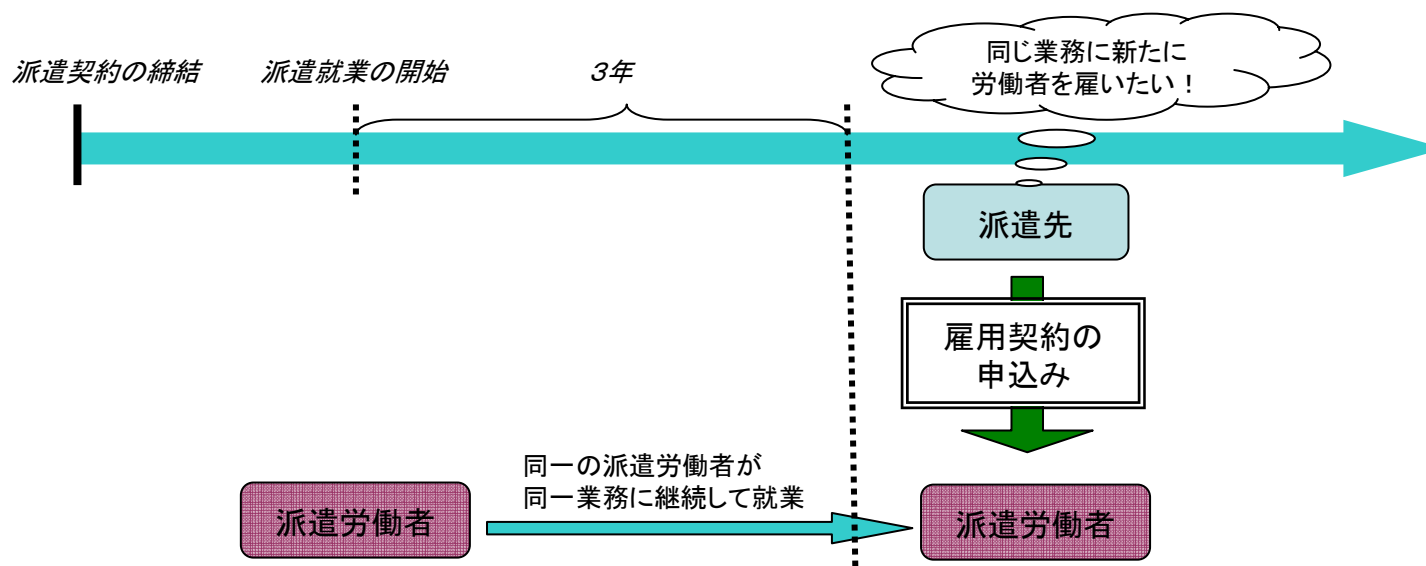 派遣契約の締結
派遣就業の開始
3年
同じ業務に新たに
労働者を雇いたい！
派遣先
雇用契約の
申込み
同一の派遣労働者が
同一業務に継続して就業
派遣労働者
派遣労働者